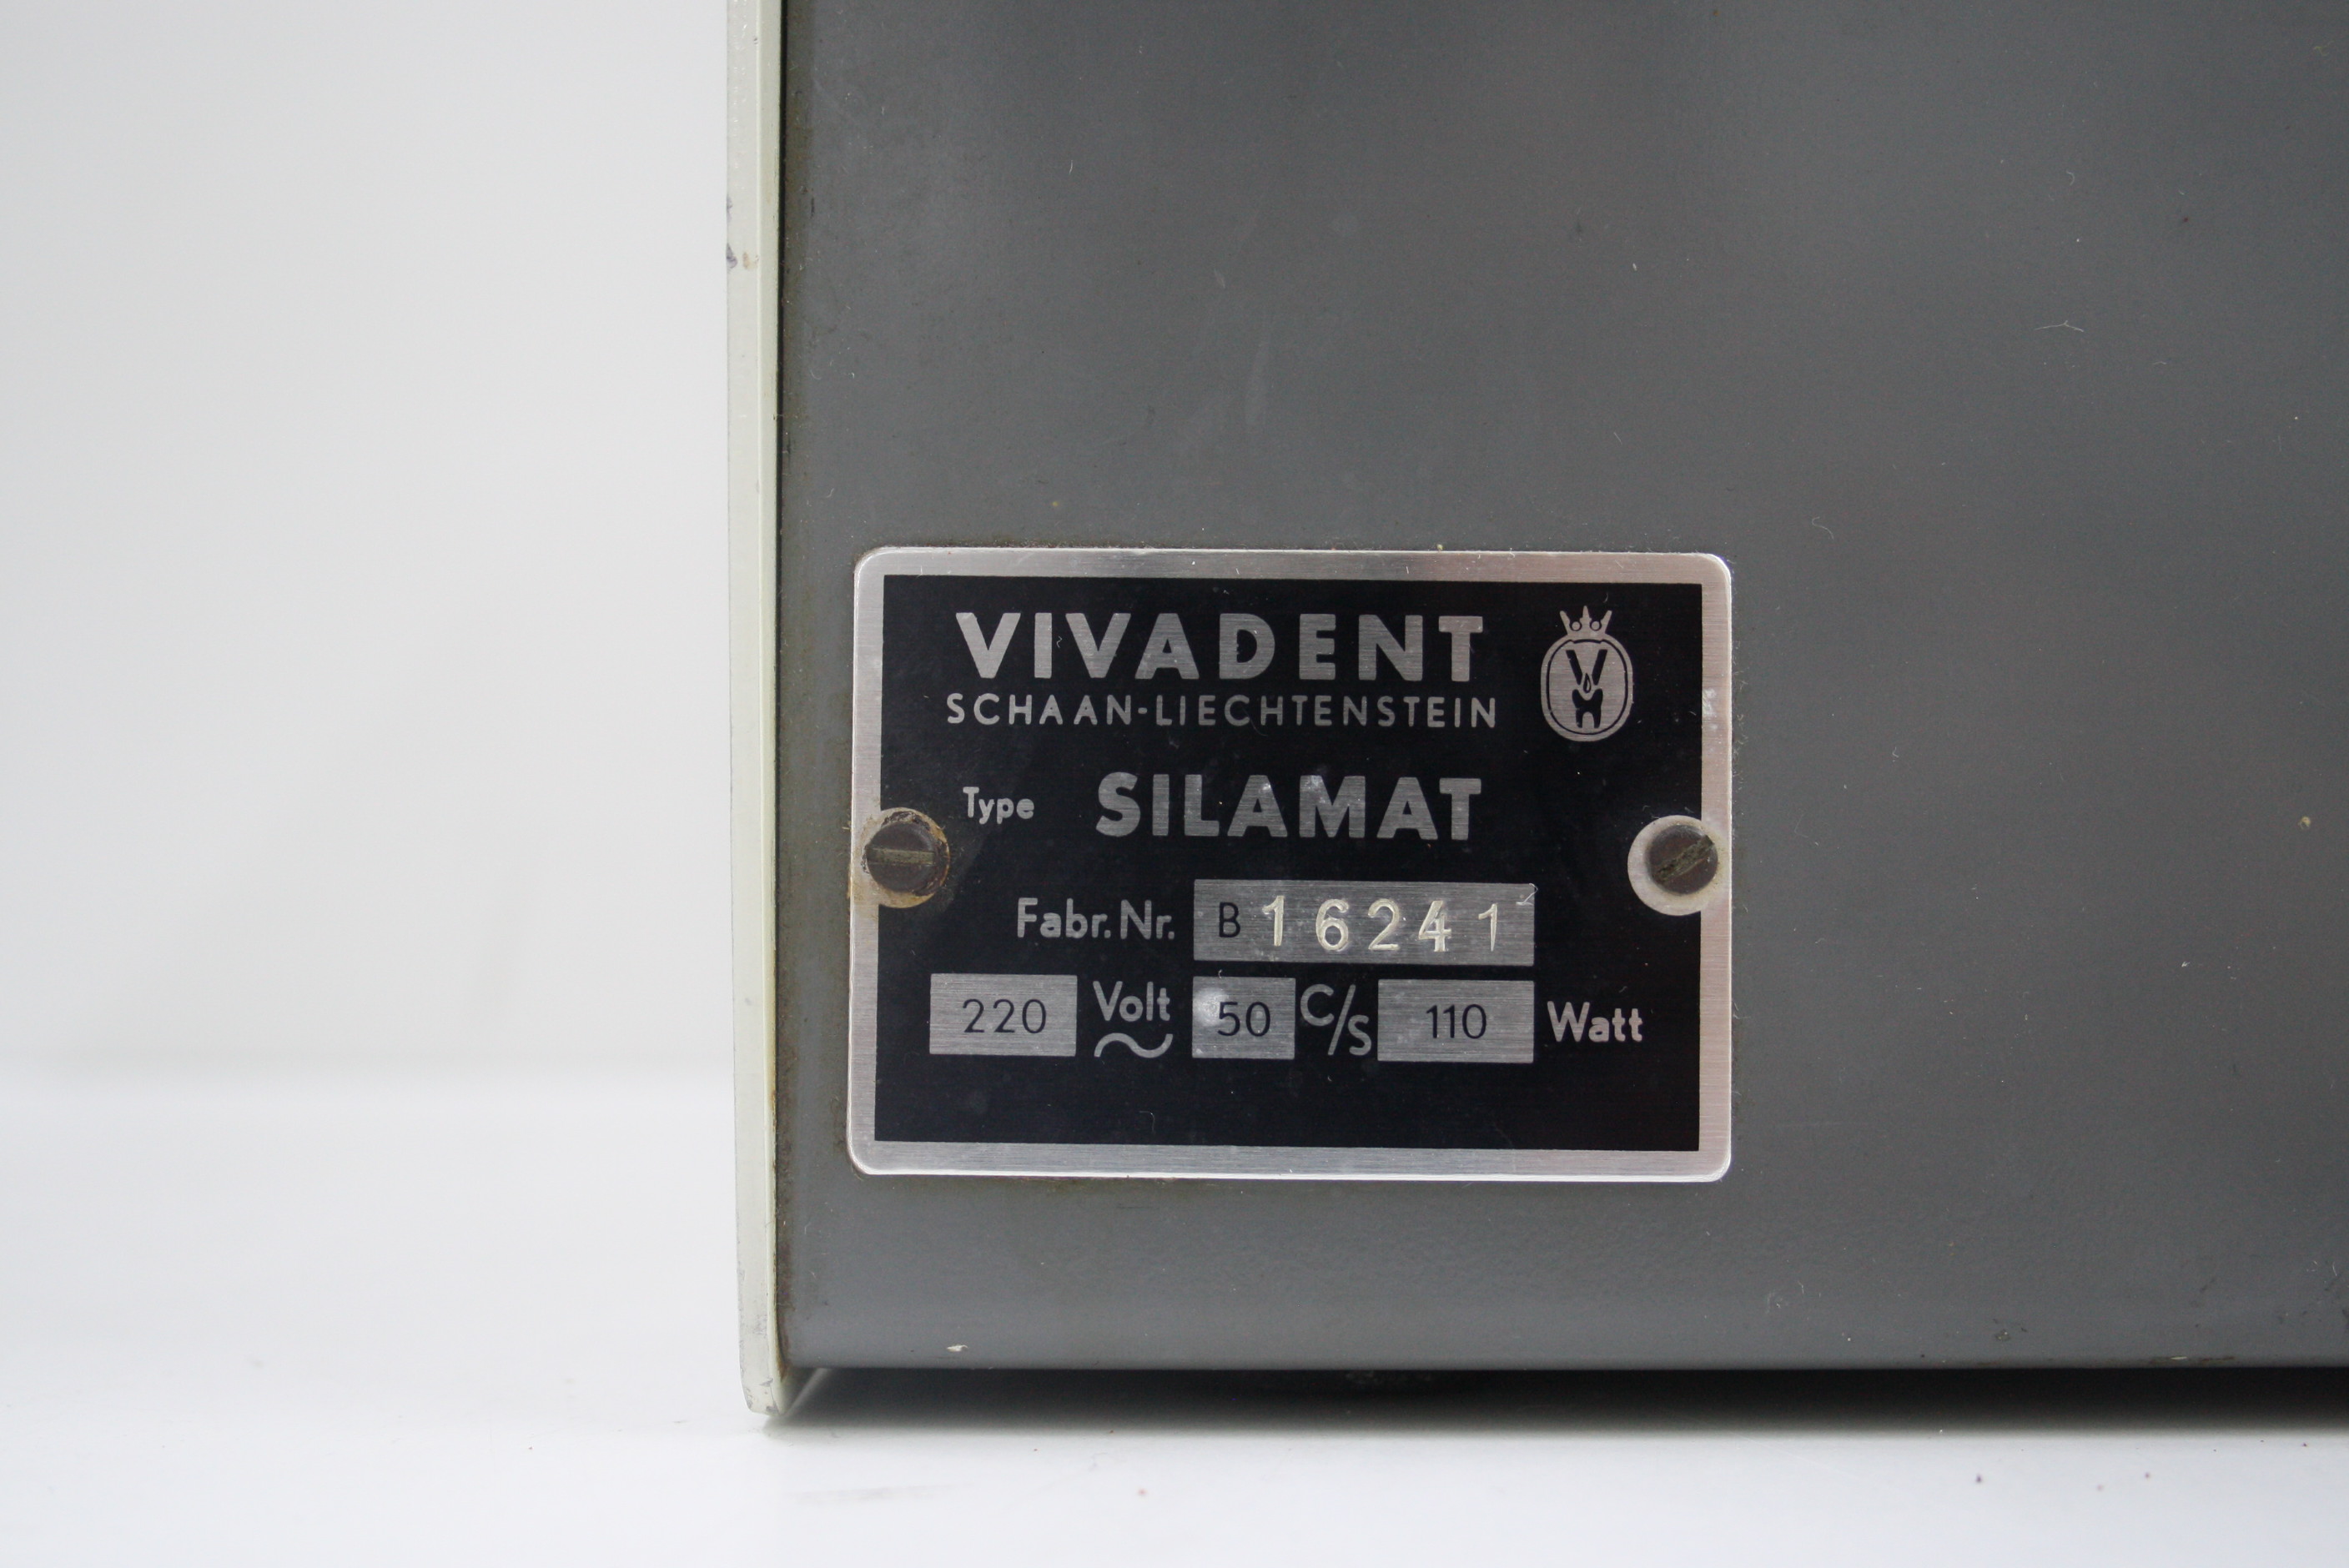 VIVADENT
SCHAAN-LIECHTENSTEIN
Type SILAMAT
Fabr.Nr. B 16241
220 Volt ~ 50 C/S 110 Watt